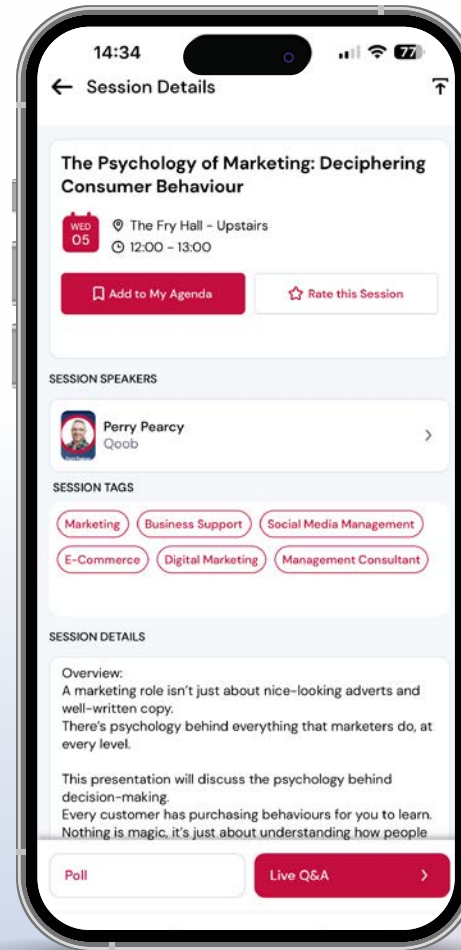 14:34
77
Session Details
The Psychology of Marketing: Deciphering
Consumer Behaviour
WED
05
The Fry Hall - Upstairs
12:00 - 13:00
Add to My Agenda
Rate this Session
SESSION SPEAKERS
Perry Pearcy
Qoob
SESSION TAGS
Marketing Business Support Social Media Management
E-Commerce Digital Marketing Management Consultant
SESSION DETAILS
Overview:
A marketing role isn't just about nice-looking adverts and
well-written copy.
There's psychology behind everything that marketers do, at
every level.
This presentation will discuss the psychology behind
decision-making.
Every customer has purchasing behaviours for you to learn.
Nothing is magic, it's just about understanding how people
Poll
Live Q&A